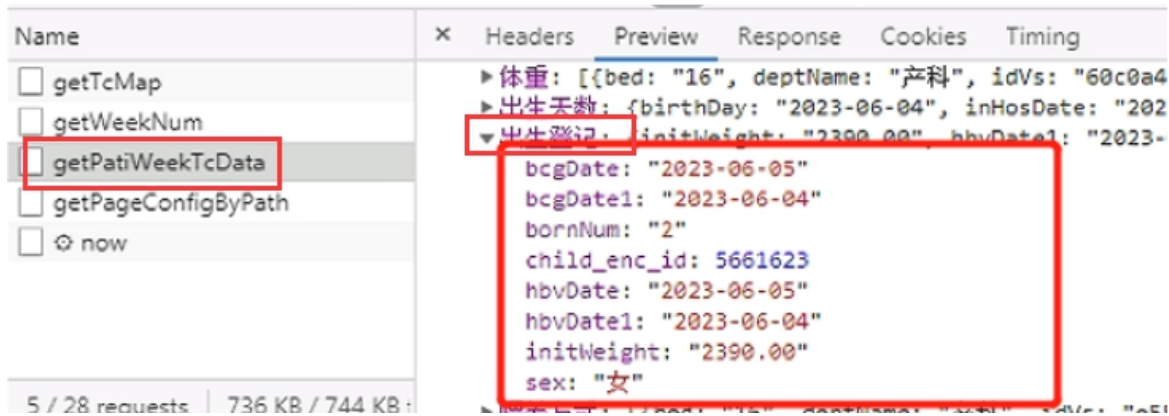 Name
getTcMap
getWeekNum
getPatiWeekTcData
getPageConfigByPath
now
5 / 28 requests 736 KB / 744 KB
× Headers Preview Response Cookies Timing
▶体重: [{bed: "16", deptName: "产科", idVs: "60c0a4
▶出生天数: {birthDay: "2023-06-04", inHosDate: "202
▼出生登记: {initWeight: "2390.00", hbvDate1: "2023-
bcgDate: "2023-06-05"
bcgDate1: "2023-06-04"
bornNum: "2"
child_enc_id: 5661623
hbvDate: "2023-06-05"
hbvDate1: "2023-06-04"
initWeight: "2390.00"
sex: "女"